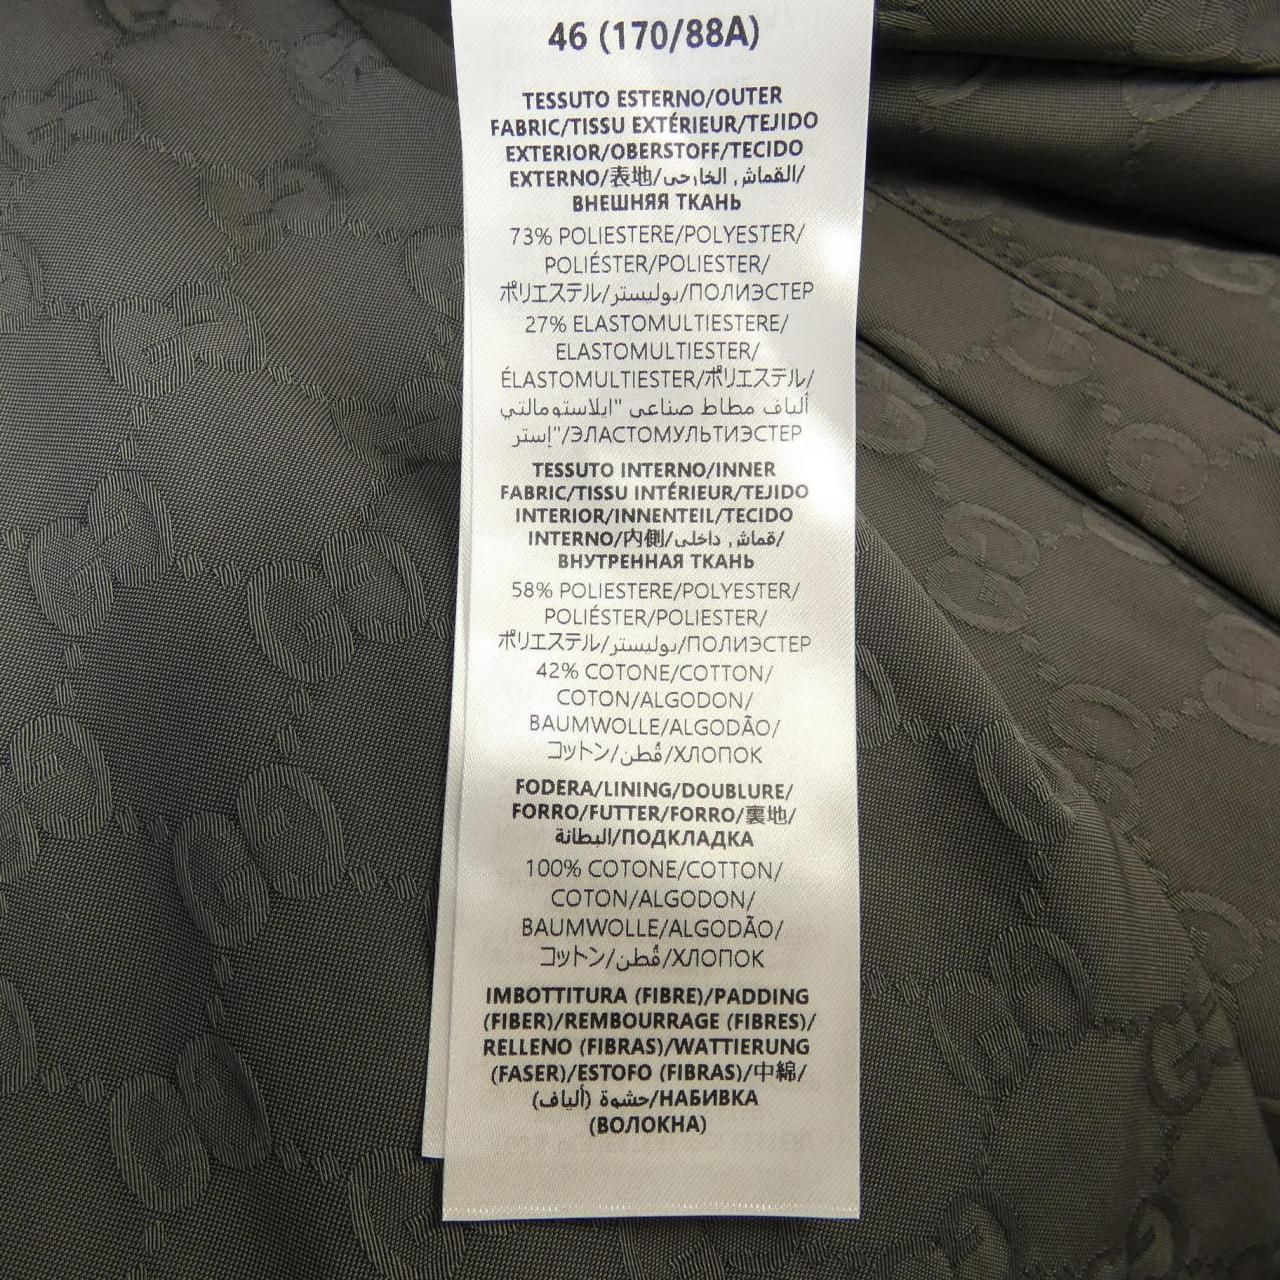 46 (170/88A)
TESSUTO ESTERNO/OUTER
FABRIC/TISSU EXTÉRIEUR/TEJIDO
EXTERIOR/OBERSTOFF/TECIDO
EXTERNO/表地/القماش الخارجى/
ВНЕШНЯЯ ТКАНЬ
73% POLIESTERE/POLYESTER/
POLIÉSTER/POLIESTER/
ポリエステル/بوليستر/ПОЛИЭСТЕР
27% ELASTOMULTIESTERE/
ELASTOMULTIESTER/
ÉLASTOMULTIESTER/ポリエステル/
ألياف مطاط صناعى "ايلاستومالتي
إستر"/ЭЛАСТОМУЛЬТИЭСТЕР
TESSUTO INTERNO/INNER
FABRIC/TISSU INTÉRIEUR/TEJIDO
INTERIOR/INNENTEIL/TECIDO
INTERNO/内側/قماش داخلى/
ВНУТРЕННАЯ ТКАНЬ
58% POLIESTERE/POLYESTER/
POLIÉSTER/POLIESTER/
ポリエステル/بوليستر/ПОЛИЭСТЕР
42% COTONE/COTTON/
COTON/ALGODON/
BAUMWOLLE/ALGODÃO/
コットン/قُطن/ХЛОПОК
FODERA/LINING/DOUBLURE/
FORRO/FUTTER/FORRO/裏地/
البطانة/ПОДКЛАДКА
100% COTONE/COTTON/
COTON/ALGODON/
BAUMWOLLE/ALGODÃO/
コットン/قُطن/ХЛОПОК
IMBOTTITURA (FIBRE)/PADDING
(FIBER)/REMBOURRAGE (FIBRES)/
RELLENO (FIBRAS)/WATTIERUNG
(FASER)/ESTOFO (FIBRAS)/中綿/
حشوة (ألياف)/НАБИВКА
(ВОЛОКНА)